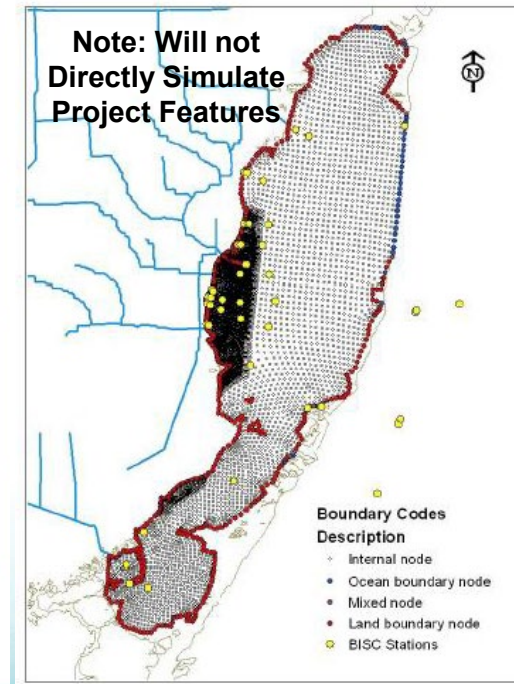 Note: Will not
Directly Simulate
Project Features
N
Boundary Codes
Description
Internal node
Ocean boundary node
Mixed node
Land boundary node
BISC Stations